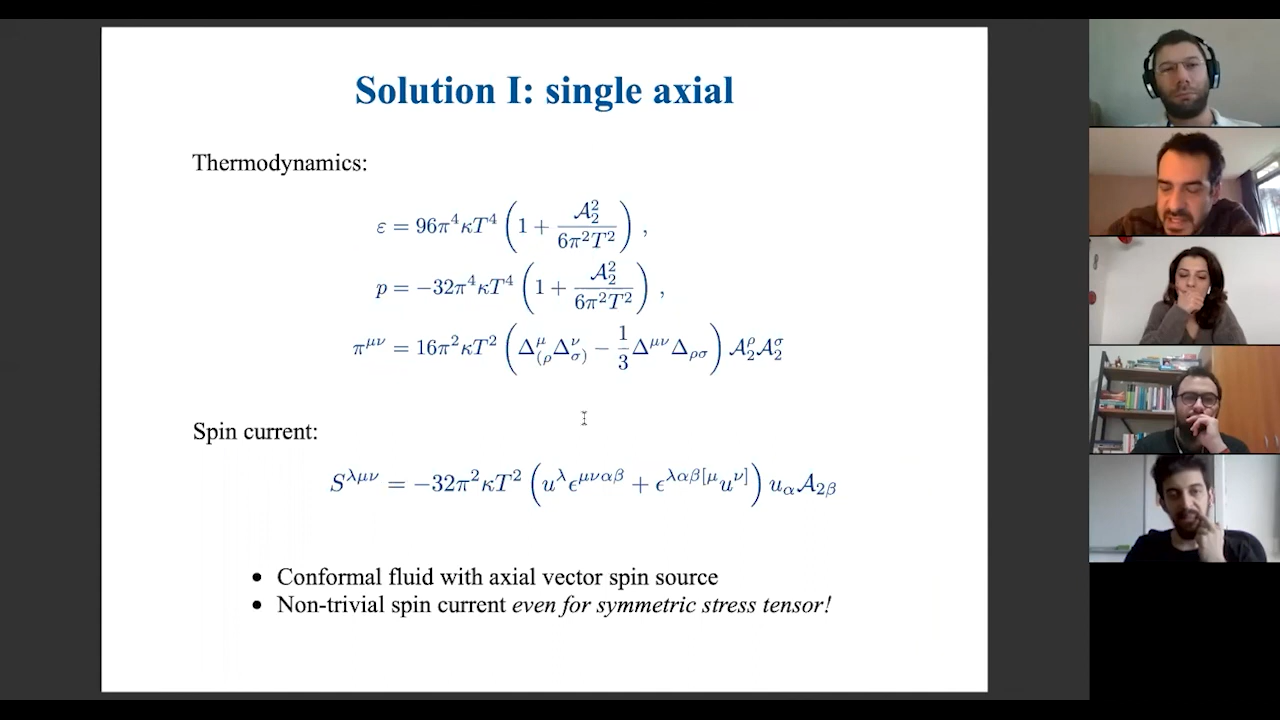 Solution I: single axial
Thermodynamics:
ε = 96π⁴κT⁴ (1 + 𝒜₂²/(6π²T²)) ,
p = −32π⁴κT⁴ (1 + 𝒜₂²/(6π²T²)) ,
π^{μν} = 16π²κT² (Δ^μ_{(ρ}Δ^ν_{σ)} − (1/3)Δ^{μν}Δ_{ρσ}) 𝒜₂^ρ𝒜₂^σ
Spin current:
S^{λμν} = −32π²κT² (u^λ ϵ^{μναβ} + ϵ^{λαβ[μ}u^{ν]}) u_α𝒜_{2β}
• Conformal fluid with axial vector spin source
• Non-trivial spin current even for symmetric stress tensor!